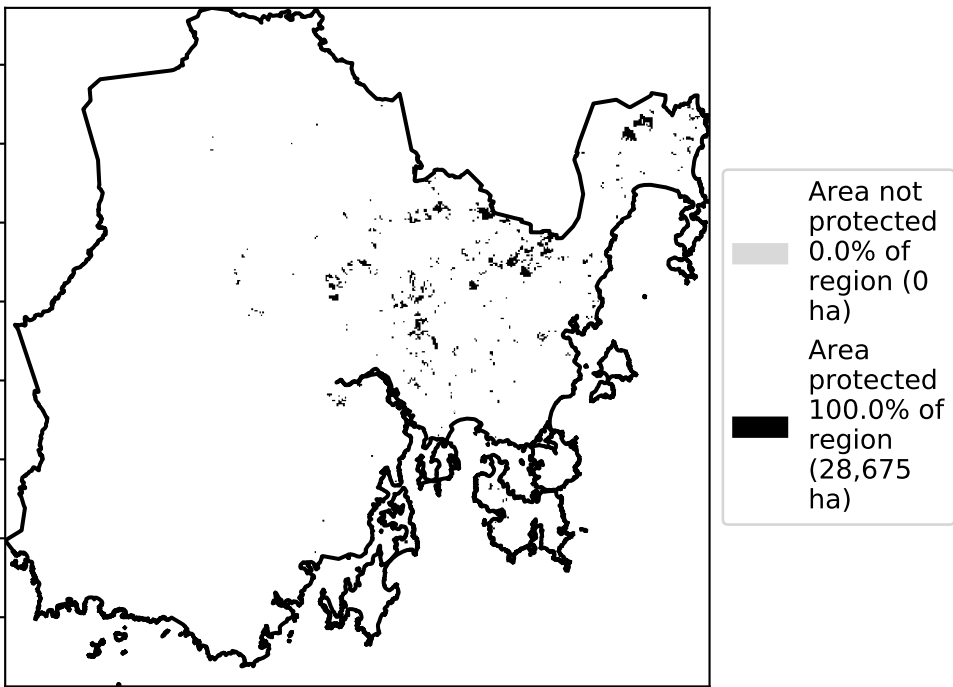 Area not
protected
0.0% of
region (0
ha)
Area
protected
100.0% of
region
(28,675
ha)